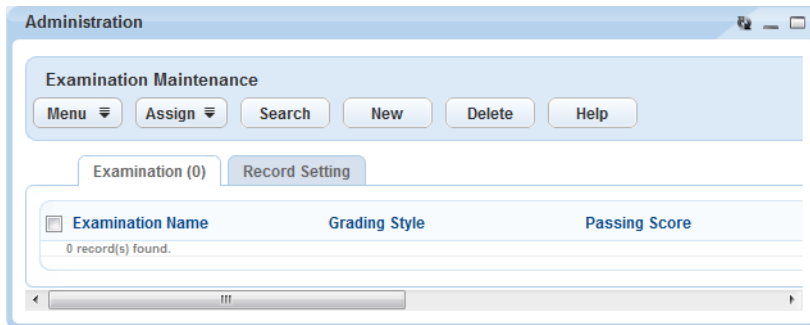 Administration
Examination Maintenance
Menu Assign Search New Delete Help
Examination (0) Record Setting
Examination Name Grading Style Passing Score
0 record(s) found.